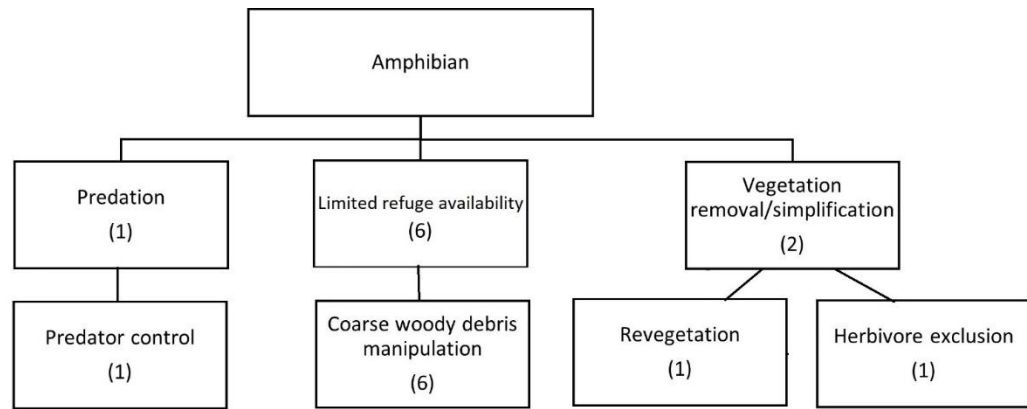 Amphibian
Predation
(1)
Limited refuge availability
(6)
Vegetation
removal/simplification
(2)
Predator control
(1)
Coarse woody debris
manipulation
(6)
Revegetation
(1)
Herbivore exclusion
(1)